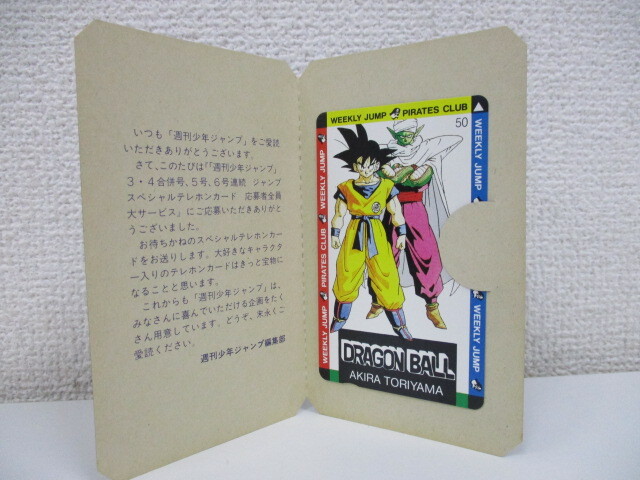 いつも「週刊少年ジャンプ」をご愛読
いただきありがとうございます。
さて、このたびは「「週刊少年ジャンプ」
3・4合併号、5号、6号連続 ジャンプ
スペシャルテレホンカード 応募者全員
大サービス」にご応募いただきありがと
うございました。
お待ちかねのスペシャルテレホンカー
ドをお送りします。大好きなキャラクタ
ー入りのテレホンカードはきっと宝物に
なることと思います。
これからも「週刊少年ジャンプ」は、
みなさんに喜んでいただける企画をたく
さん用意しています。どうぞ、末永くご
愛読ください。
週刊少年ジャンプ編集部
WEEKLY JUMP PIRATES CLUB
50
WEEKLY JUMP
PIRATES CLUB
WEEKLY JUMP
WEEKLY JUMP
WEEKLY JUMP
DRAGON BALL
AKIRA TORIYAMA